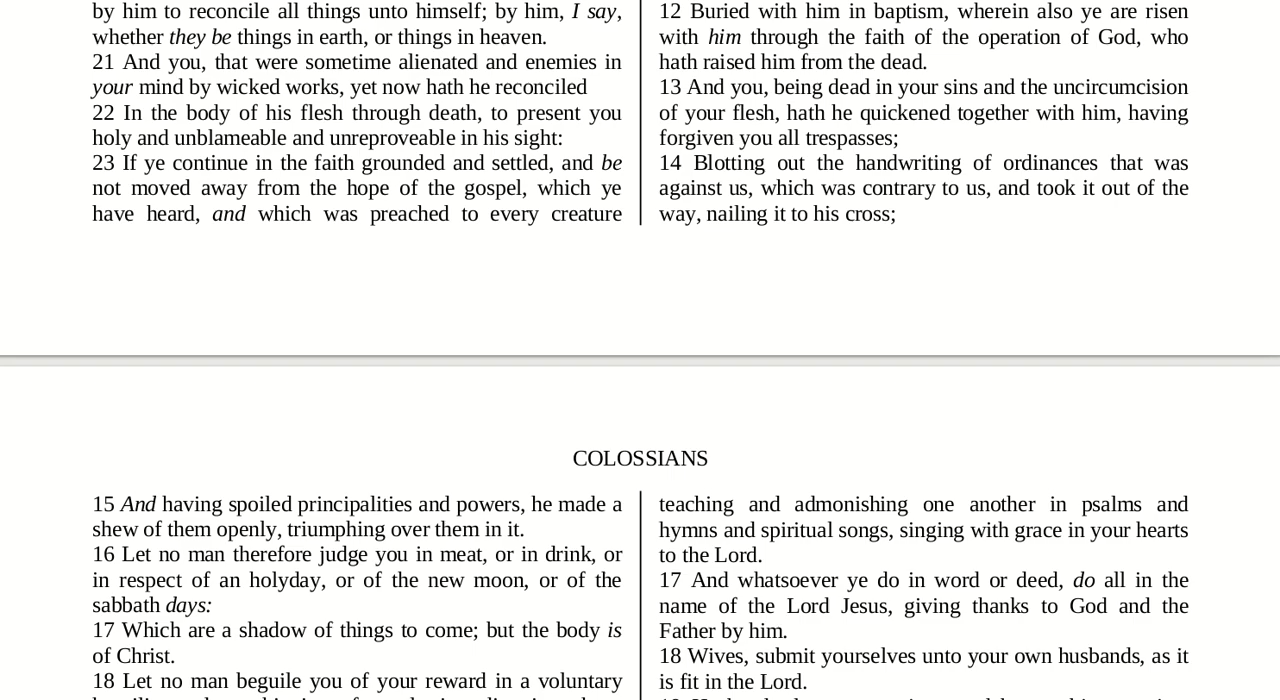 by him to reconcile all things unto himself; by him, I say,
whether they be things in earth, or things in heaven.
21 And you, that were sometime alienated and enemies in
your mind by wicked works, yet now hath he reconciled
22 In the body of his flesh through death, to present you
holy and unblameable and unreproveable in his sight:
23 If ye continue in the faith grounded and settled, and be
not moved away from the hope of the gospel, which ye
have heard, and which was preached to every creature
12 Buried with him in baptism, wherein also ye are risen
with him through the faith of the operation of God, who
hath raised him from the dead.
13 And you, being dead in your sins and the uncircumcision
of your flesh, hath he quickened together with him, having
forgiven you all trespasses;
14 Blotting out the handwriting of ordinances that was
against us, which was contrary to us, and took it out of the
way, nailing it to his cross;
COLOSSIANS
15 And having spoiled principalities and powers, he made a
shew of them openly, triumphing over them in it.
16 Let no man therefore judge you in meat, or in drink, or
in respect of an holyday, or of the new moon, or of the
sabbath days:
17 Which are a shadow of things to come; but the body is
of Christ.
18 Let no man beguile you of your reward in a voluntary
teaching and admonishing one another in psalms and
hymns and spiritual songs, singing with grace in your hearts
to the Lord.
17 And whatsoever ye do in word or deed, do all in the
name of the Lord Jesus, giving thanks to God and the
Father by him.
18 Wives, submit yourselves unto your own husbands, as it
is fit in the Lord.